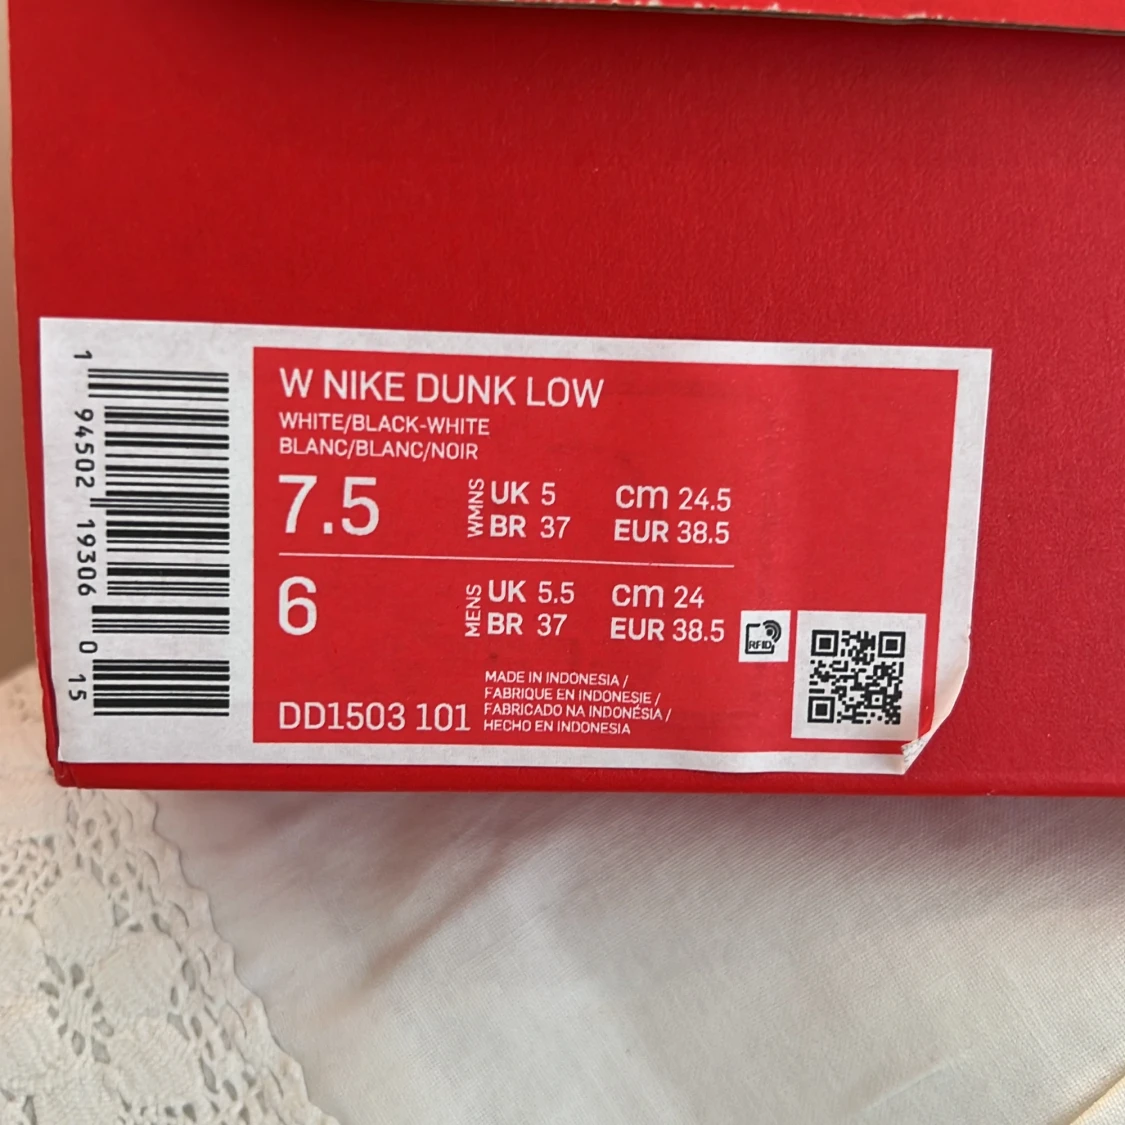 W NIKE DUNK LOW
WHITE/BLACK-WHITE
BLANC/BLANC/NOIR
7.5 WMNS UK 5 cm 24.5
BR 37 EUR 38.5
6 MENS UK 5.5 cm 24
BR 37 EUR 38.5
RFID
MADE IN INDONESIA /
FABRIQUE EN INDONESIE /
FABRICADO NA INDONÉSIA /
DD1503 101 HECHO EN INDONESIA
1 94502 19306 0 15